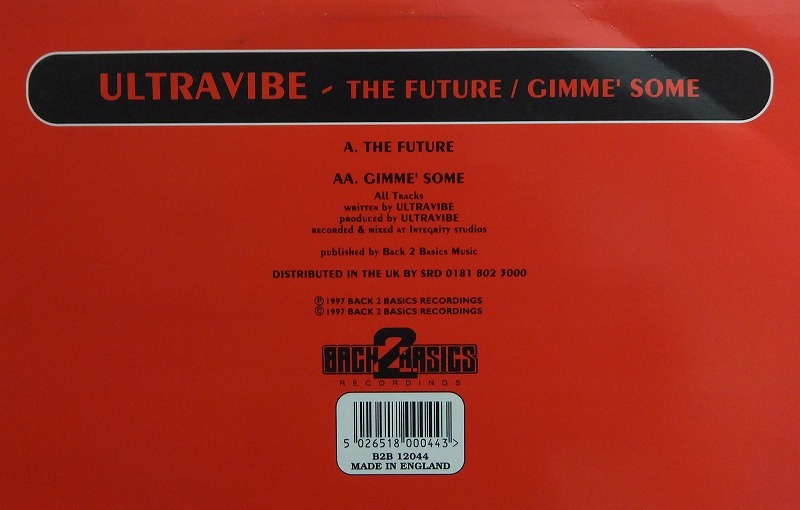 ULTRAVIBE - THE FUTURE / GIMME' SOME
A. THE FUTURE
AA. GIMME' SOME
All Tracks
written by ULTRAVIBE
produced by ULTRAVIBE
recorded & mixed at Integrity studios
published by Back 2 Basics Music
DISTRIBUTED IN THE UK BY SRD 0181 802 3000
℗ 1997 BACK 2 BASICS RECORDINGS
© 1997 BACK 2 BASICS RECORDINGS
BACK 2 BASICS
RECORDINGS
5 026518 000443 >
B2B 12044
MADE IN ENGLAND